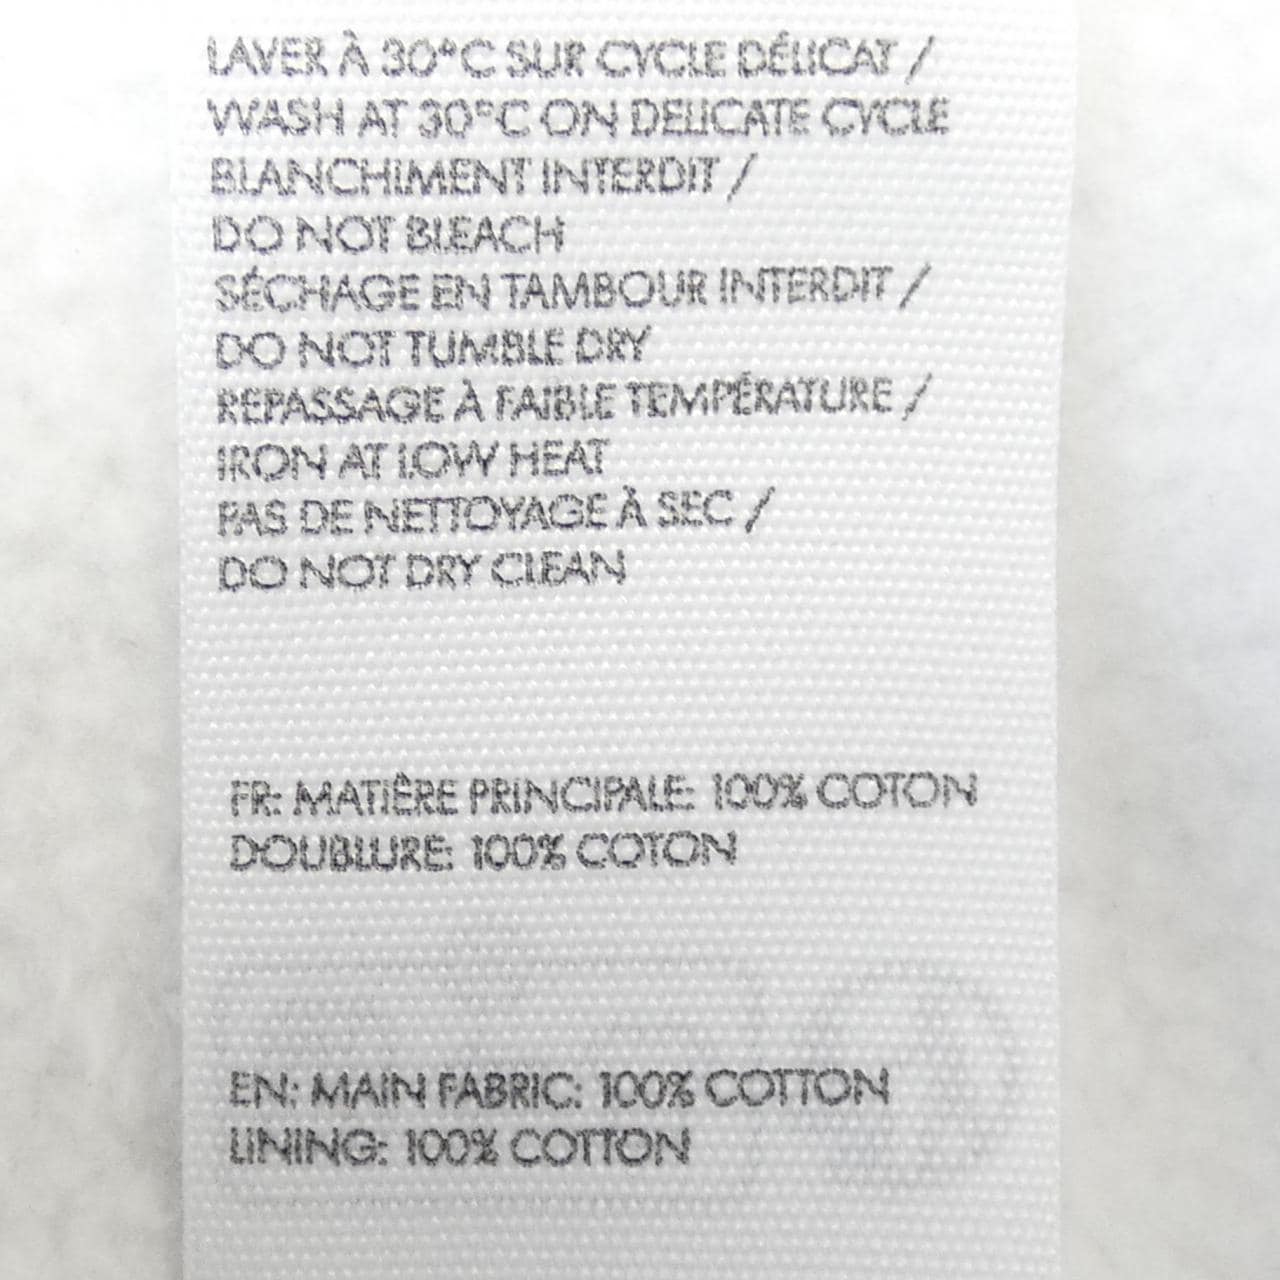 LAVER À 30°C SUR CYCLE DÉLICAT /
WASH AT 30°C ON DELICATE CYCLE
BLANCHIMENT INTERDIT /
DO NOT BLEACH
SÉCHAGE EN TAMBOUR INTERDIT /
DO NOT TUMBLE DRY
REPASSAGE À FAIBLE TEMPÉRATURE /
IRON AT LOW HEAT
PAS DE NETTOYAGE À SEC /
DO NOT DRY CLEAN
FR: MATIÈRE PRINCIPALE: 100% COTON
DOUBLURE: 100% COTON
EN: MAIN FABRIC: 100% COTTON
LINING: 100% COTTON